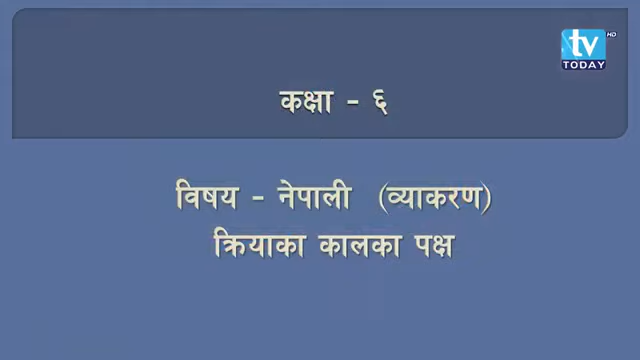 tv HD
TODAY
कक्षा - ६
विषय - नेपाली (व्याकरण)
क्रियाका कालका पक्ष